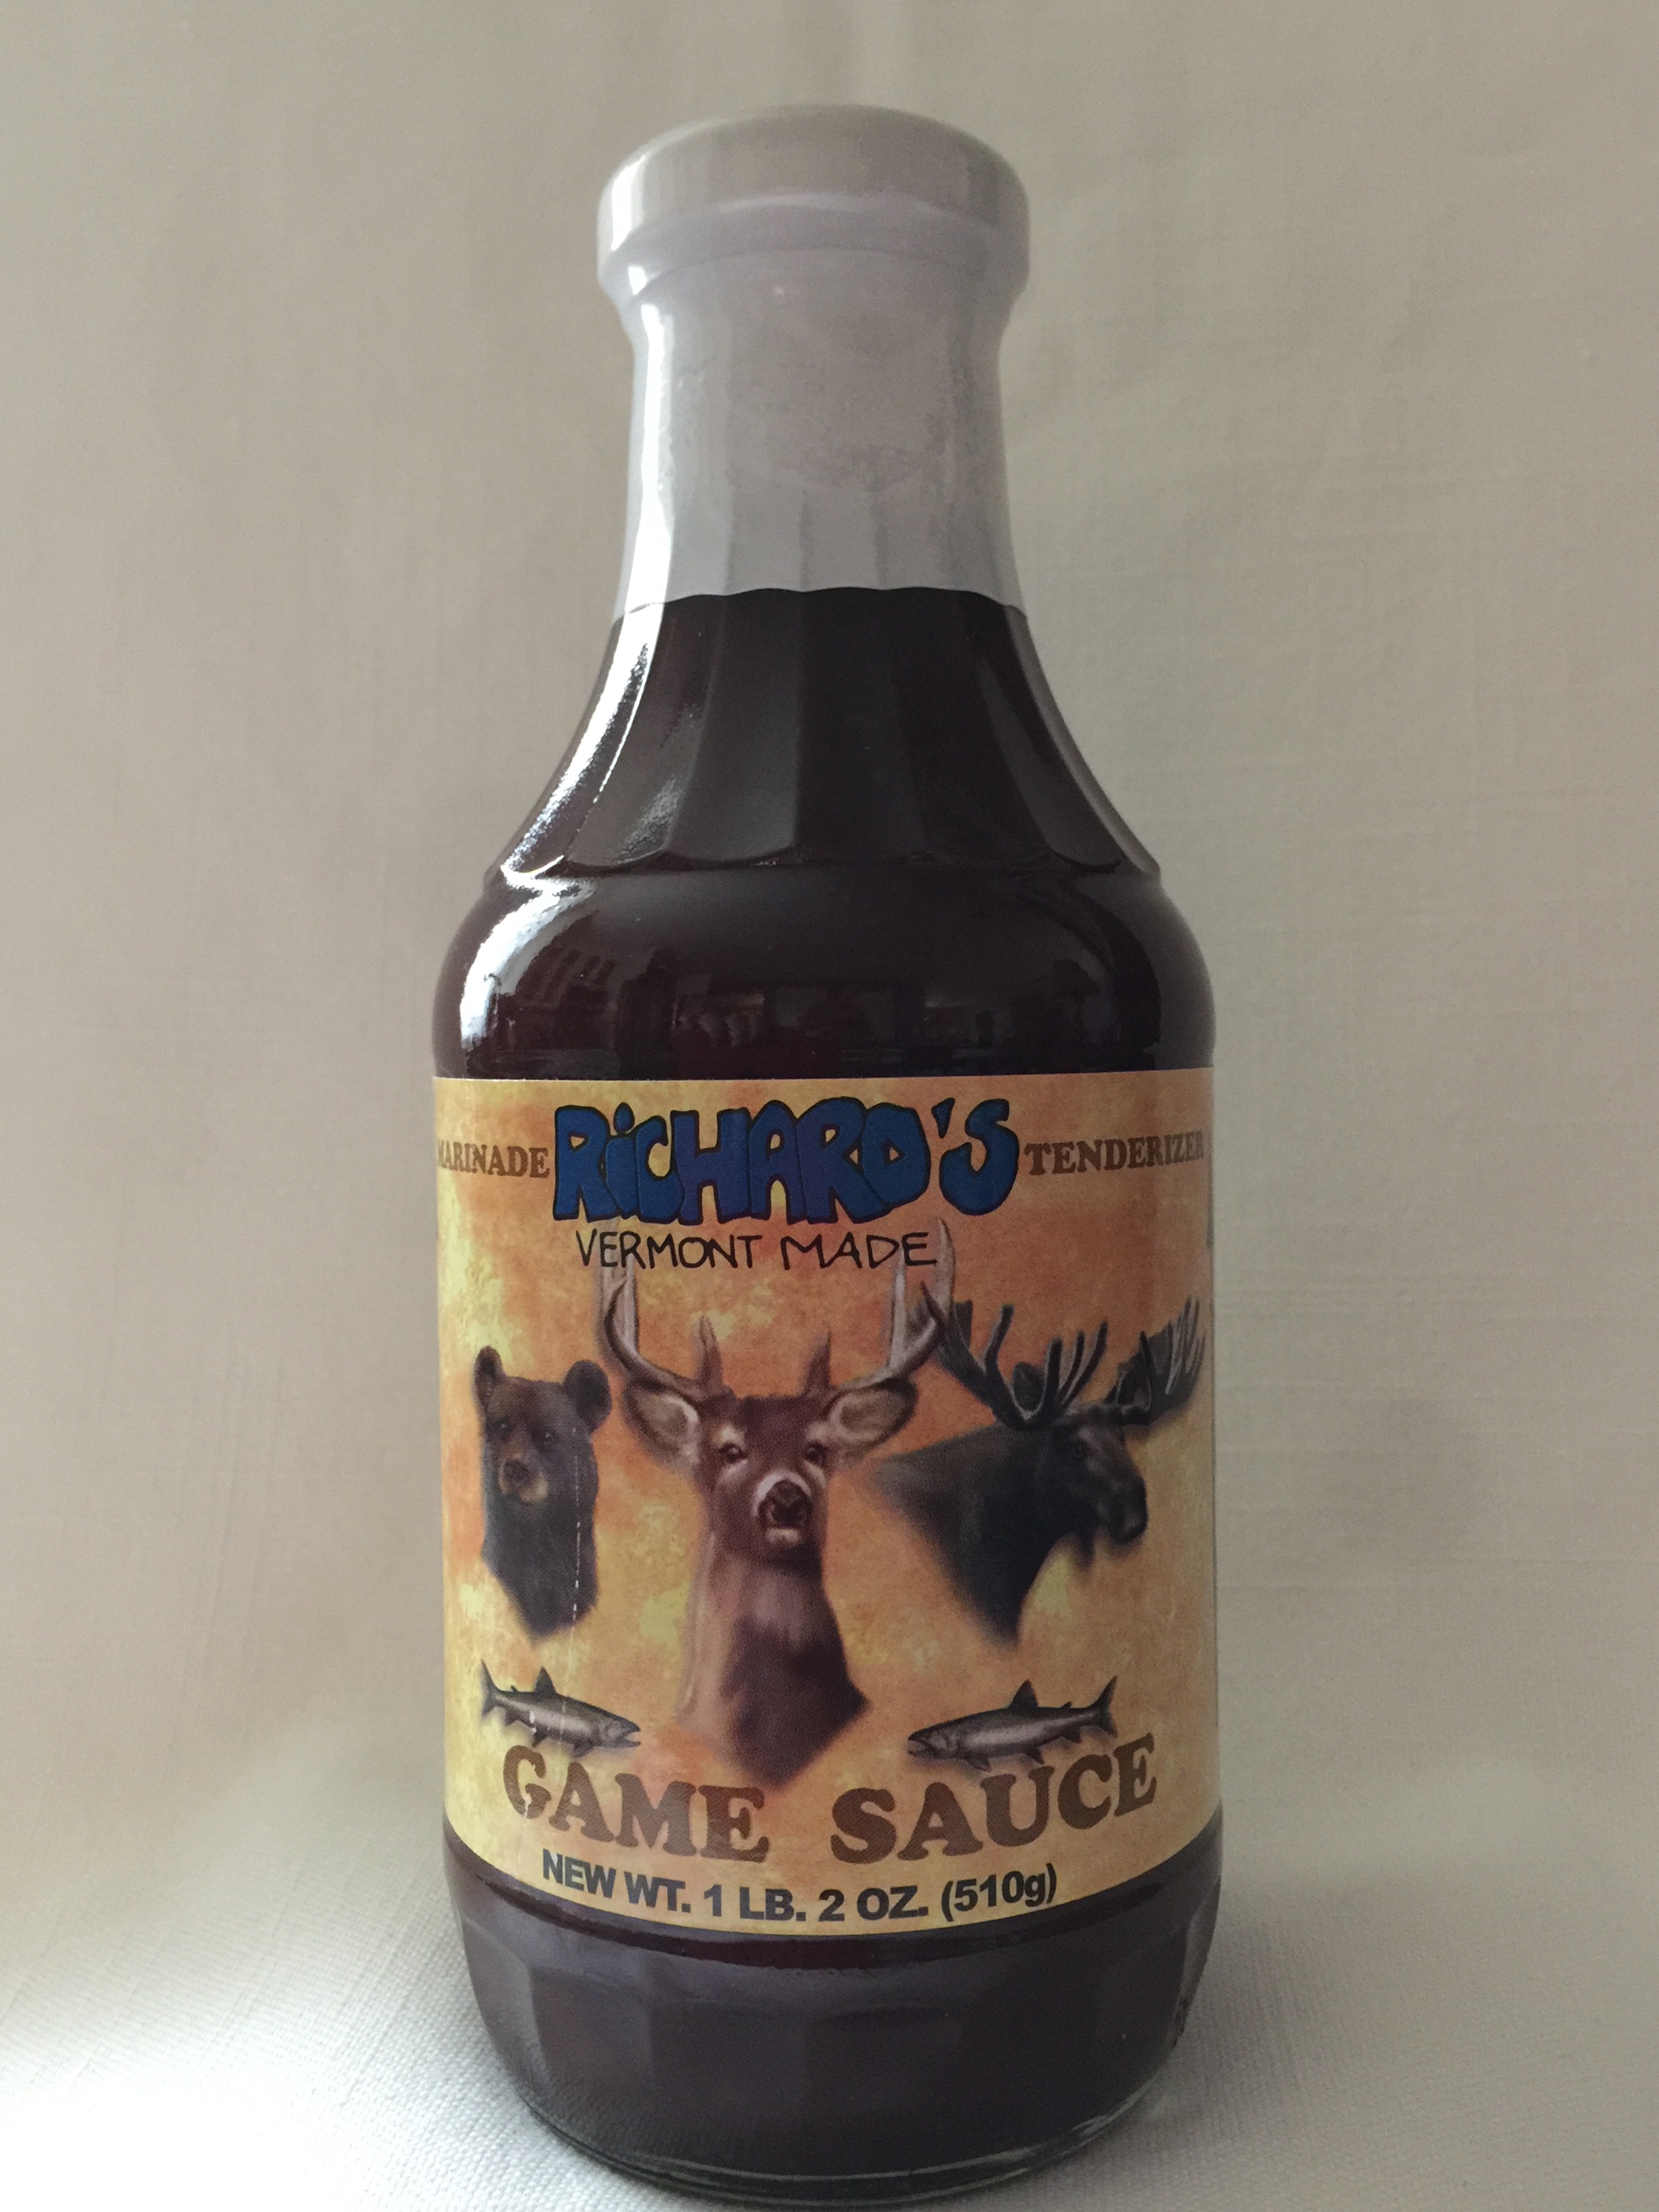 MARINADE RiCHARD'S TENDERIZER
VERMONT MADE
GAME SAUCE
NEW WT. 1 LB. 2 OZ. (510g)